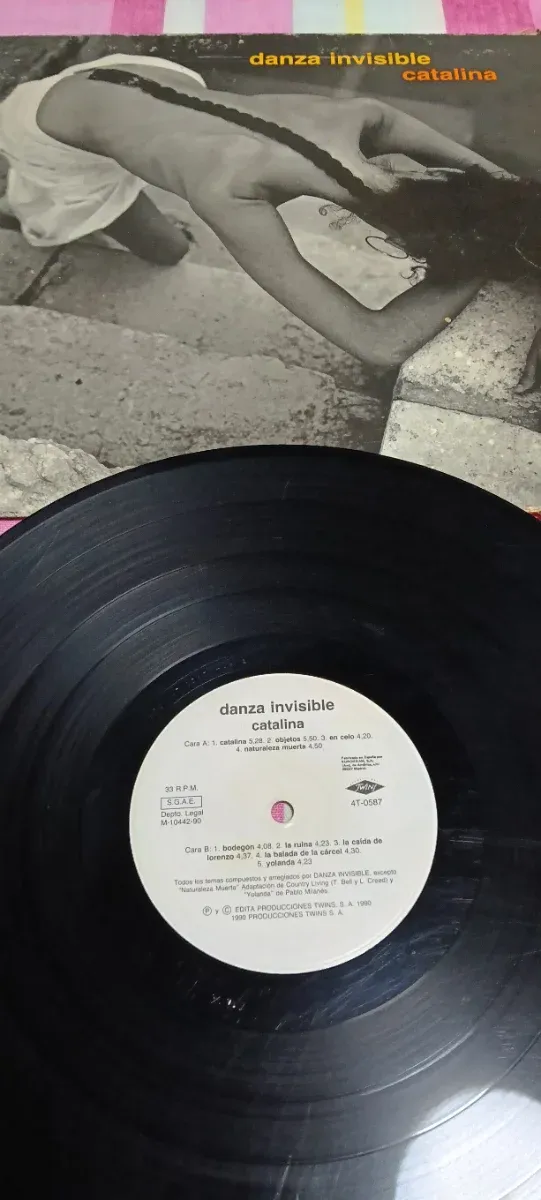 danza invisible
catalina
danza invisible
catalina
Cara A: 1. catalina 5,28. 2. objetos 5,50. 3. en celo 4,20.
4. naturaleza muerta 4,50
33 R.P.M.
S.G.A.E.
Depto. Legal
M-10442-90
TWINS
4T-0587
Cara B: 1. bodegón 4,08. 2. la ruina 4,23. 3. la caída de
lorenzo 4,37. 4. la balada de la cárcel 4,30.
5. yolanda 4,23
Todos los temas compuestos y arreglados por DANZA INVISIBLE, excepto
"Naturaleza Muerta" Adaptación de Country Living (T. Bell y L. Creed) y
"Yolanda" de Pablo Milanés.
Ⓟ y Ⓒ EDITA PRODUCCIONES TWINS, S. A. 1990
1990 PRODUCCIONES TWINS S. A.